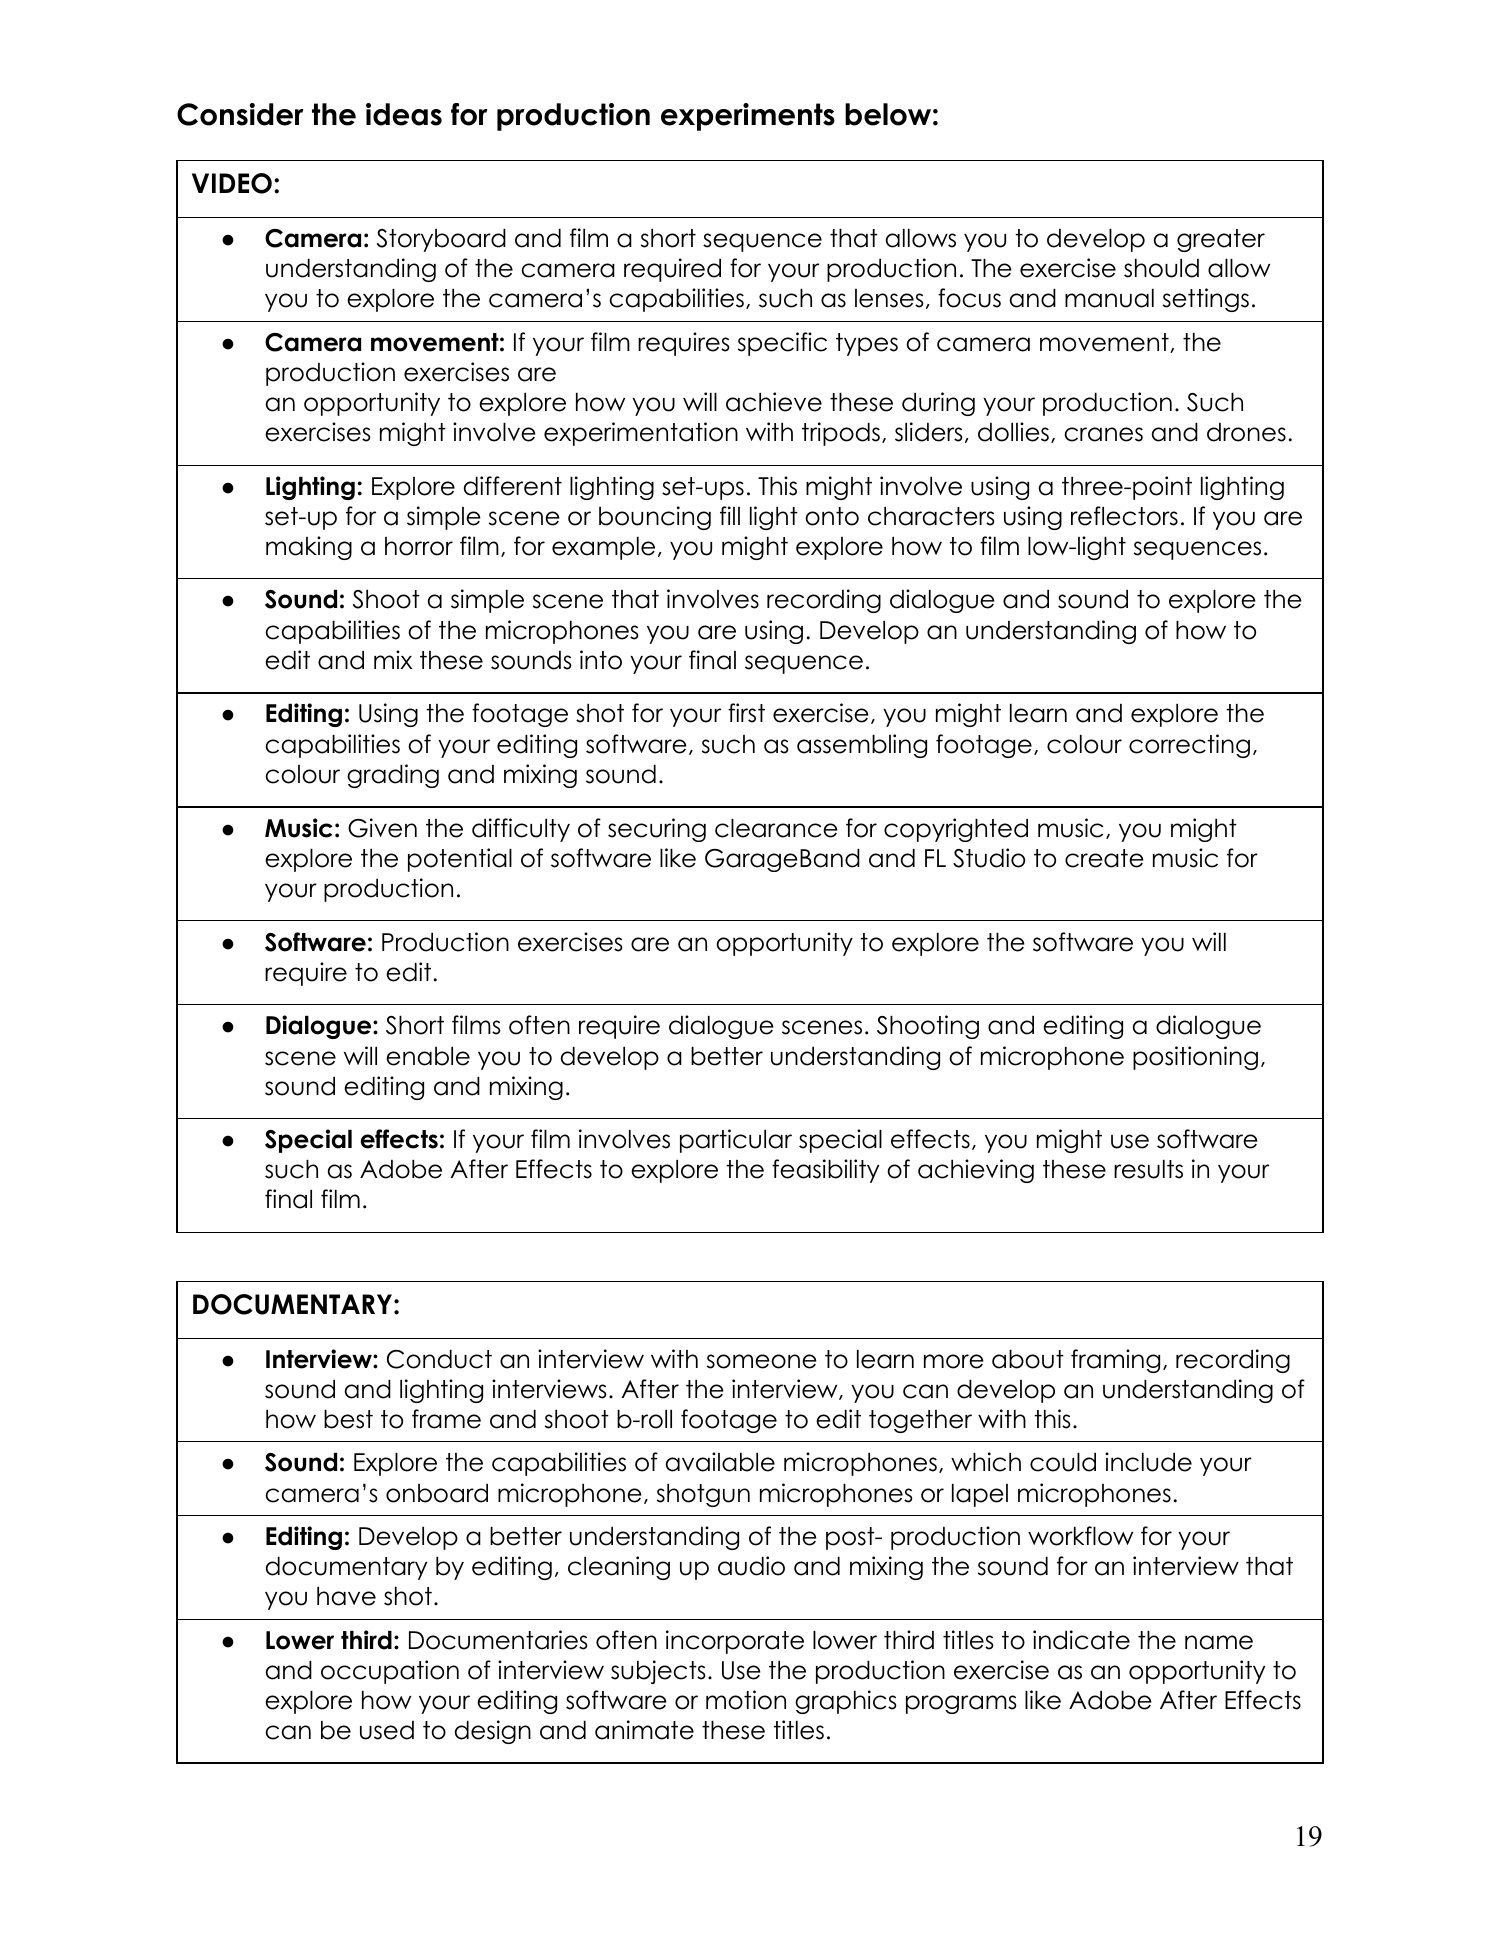 Consider the ideas for production experiments below:
VIDEO:
● Camera: Storyboard and film a short sequence that allows you to develop a greater
understanding of the camera required for your production. The exercise should allow
you to explore the camera’s capabilities, such as lenses, focus and manual settings.
● Camera movement: If your film requires specific types of camera movement, the
production exercises are
an opportunity to explore how you will achieve these during your production. Such
exercises might involve experimentation with tripods, sliders, dollies, cranes and drones.
● Lighting: Explore different lighting set-ups. This might involve using a three-point lighting
set-up for a simple scene or bouncing fill light onto characters using reflectors. If you are
making a horror film, for example, you might explore how to film low-light sequences.
● Sound: Shoot a simple scene that involves recording dialogue and sound to explore the
capabilities of the microphones you are using. Develop an understanding of how to
edit and mix these sounds into your final sequence.
● Editing: Using the footage shot for your first exercise, you might learn and explore the
capabilities of your editing software, such as assembling footage, colour correcting,
colour grading and mixing sound.
● Music: Given the difficulty of securing clearance for copyrighted music, you might
explore the potential of software like GarageBand and FL Studio to create music for
your production.
● Software: Production exercises are an opportunity to explore the software you will
require to edit.
● Dialogue: Short films often require dialogue scenes. Shooting and editing a dialogue
scene will enable you to develop a better understanding of microphone positioning,
sound editing and mixing.
● Special effects: If your film involves particular special effects, you might use software
such as Adobe After Effects to explore the feasibility of achieving these results in your
final film.
DOCUMENTARY:
● Interview: Conduct an interview with someone to learn more about framing, recording
sound and lighting interviews. After the interview, you can develop an understanding of
how best to frame and shoot b-roll footage to edit together with this.
● Sound: Explore the capabilities of available microphones, which could include your
camera’s onboard microphone, shotgun microphones or lapel microphones.
● Editing: Develop a better understanding of the post- production workflow for your
documentary by editing, cleaning up audio and mixing the sound for an interview that
you have shot.
● Lower third: Documentaries often incorporate lower third titles to indicate the name
and occupation of interview subjects. Use the production exercise as an opportunity to
explore how your editing software or motion graphics programs like Adobe After Effects
can be used to design and animate these titles.
19